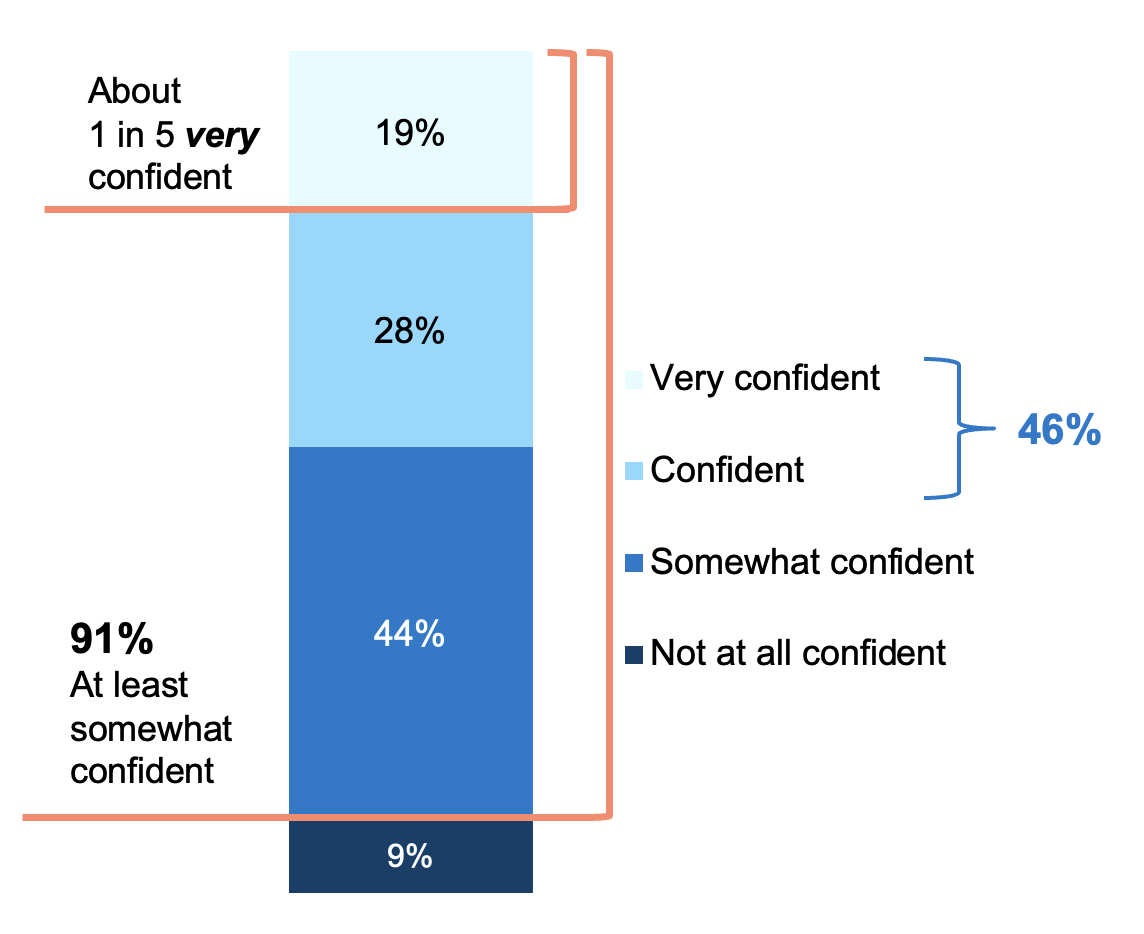 About
1 in 5 very
confident
19%
28%
Very confident
46%
Confident
Somewhat confident
44%
91%
At least
somewhat
confident
Not at all confident
9%